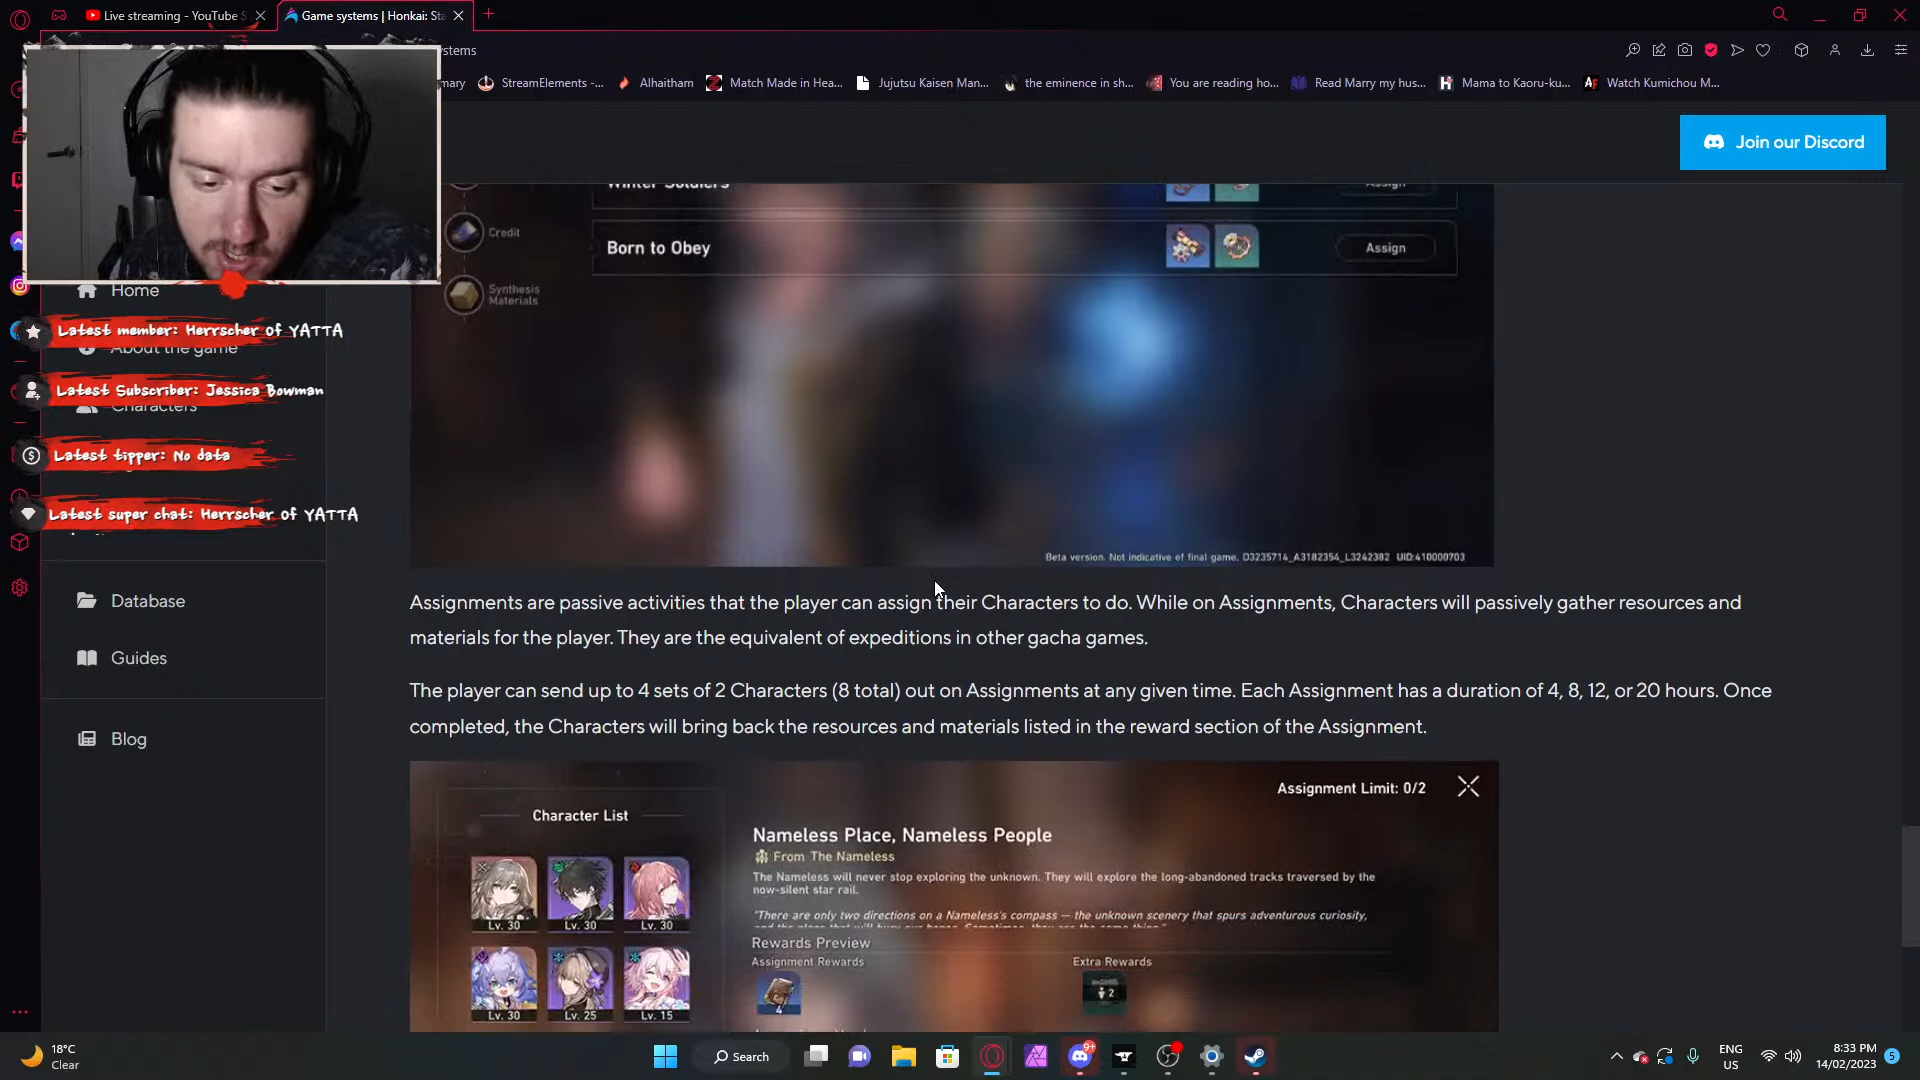 Live streaming - YouTube S
Game systems | Honkai: Sta
stems
mary
StreamElements -...
Alhaitham
Match Made in Hea...
Jujutsu Kaisen Man...
the eminence in sh...
You are reading ho...
Read Marry my hus...
Mama to Kaoru-ku...
Watch Kumichou M...
Join our Discord
Winter Soldiers
Assign
Credit
Born to Obey
Assign
Synthesis
Materials
Home
Latest member: Herrscher of YATTA
About the game
Latest Subscriber: Jessica Bowman
Characters
Latest tipper: No data
Latest super chat: Herrscher of YATTA
Beta version. Not indicative of final game. D3235714_A3182354_L3242382 UID:410000703
Database
Guides
Blog
Assignments are passive activities that the player can assign their Characters to do. While on Assignments, Characters will passively gather resources and
materials for the player. They are the equivalent of expeditions in other gacha games.
The player can send up to 4 sets of 2 Characters (8 total) out on Assignments at any given time. Each Assignment has a duration of 4, 8, 12, or 20 hours. Once
completed, the Characters will bring back the resources and materials listed in the reward section of the Assignment.
Assignment Limit: 0/2
Character List
Nameless Place, Nameless People
From The Nameless
The Nameless will never stop exploring the unknown. They will explore the long-abandoned tracks traversed by the
now-silent star rail.
"There are only two directions on a Nameless's compass — the unknown scenery that spurs adventurous curiosity,
Lv. 30
Lv. 30
Lv. 30
Rewards Preview
Assignment Rewards
Extra Rewards
4
2
Lv. 30
Lv. 25
Lv. 15
18°C
Clear
Search
9+
ENG
US
8:33 PM
14/02/2023
5